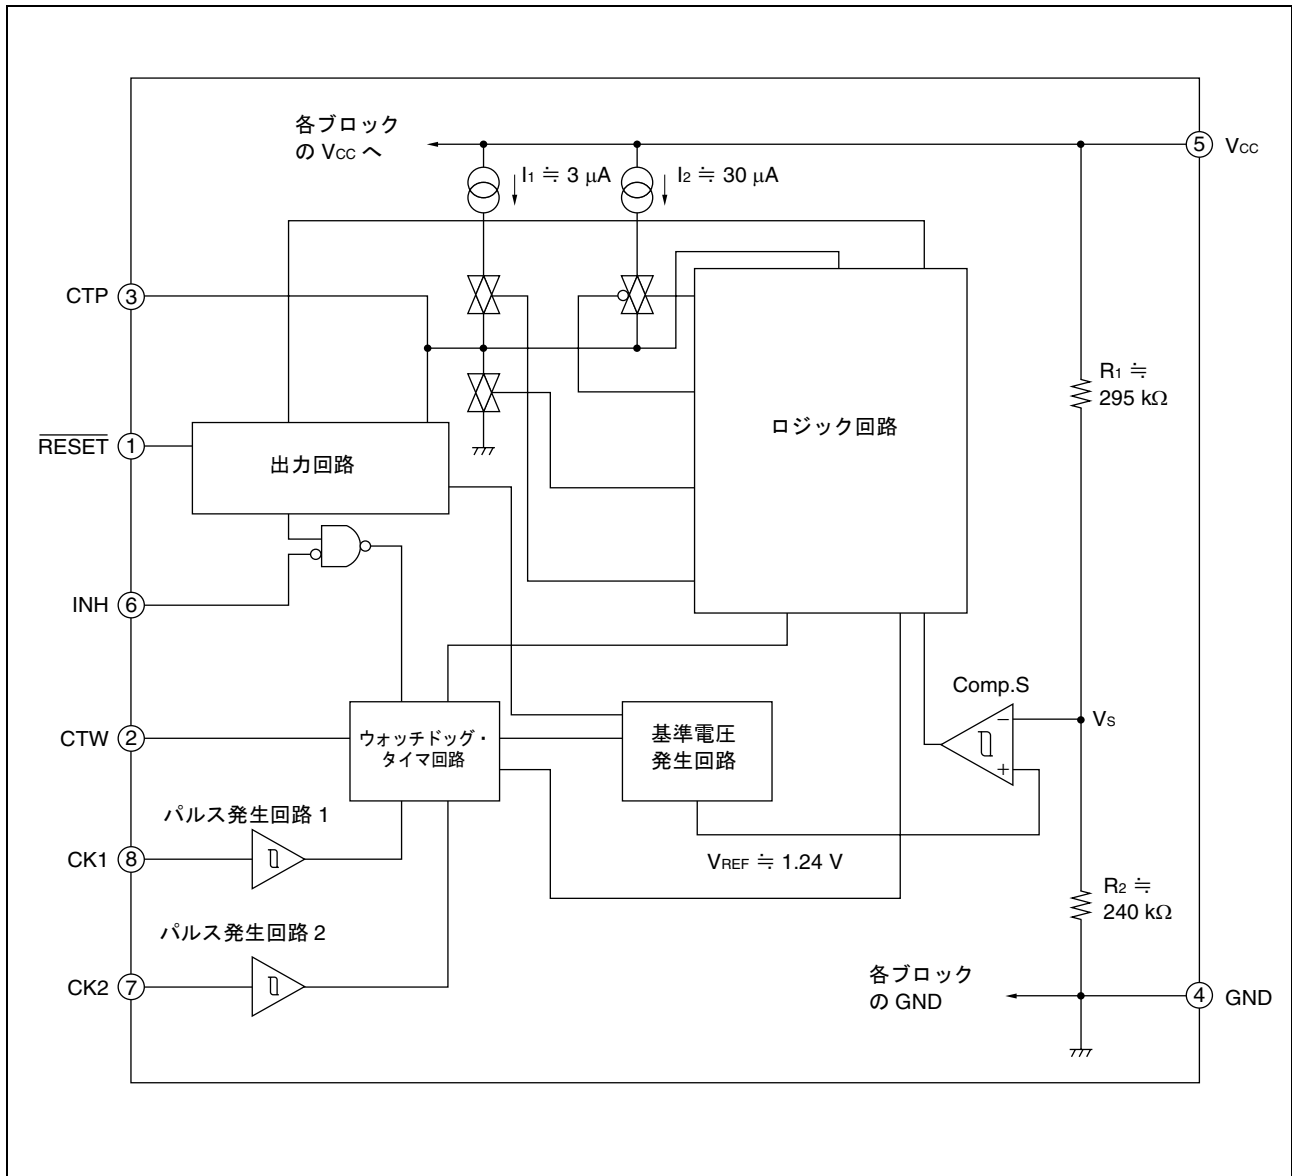 各ブロック
の VCC へ
I1 ≒ 3 μA
I2 ≒ 30 μA
5
VCC
CTP
3
R1 ≒
295 kΩ
ロジック回路
RESET
1
出力回路
INH
6
Comp.S
−
+
VS
CTW
2
ウォッチドッグ・
タイマ回路
基準電圧
発生回路
パルス発生回路 1
CK1
8
VREF ≒ 1.24 V
R2 ≒
240 kΩ
パルス発生回路 2
CK2
7
各ブロック
の GND
4
GND